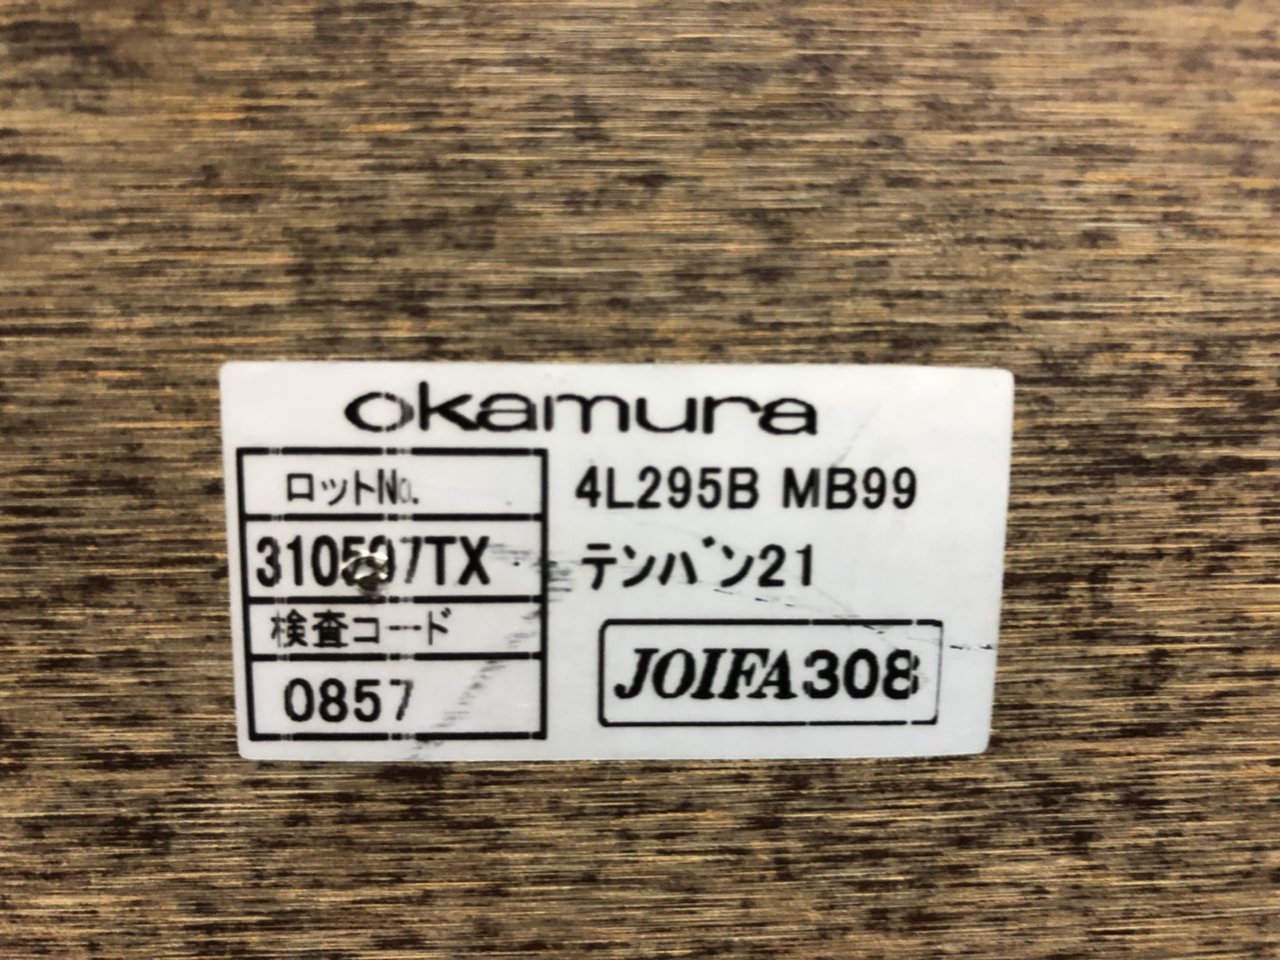 okamura
ロットNo.
4L295B MB99
テンバン21
検査コード
0857
JOIFA308